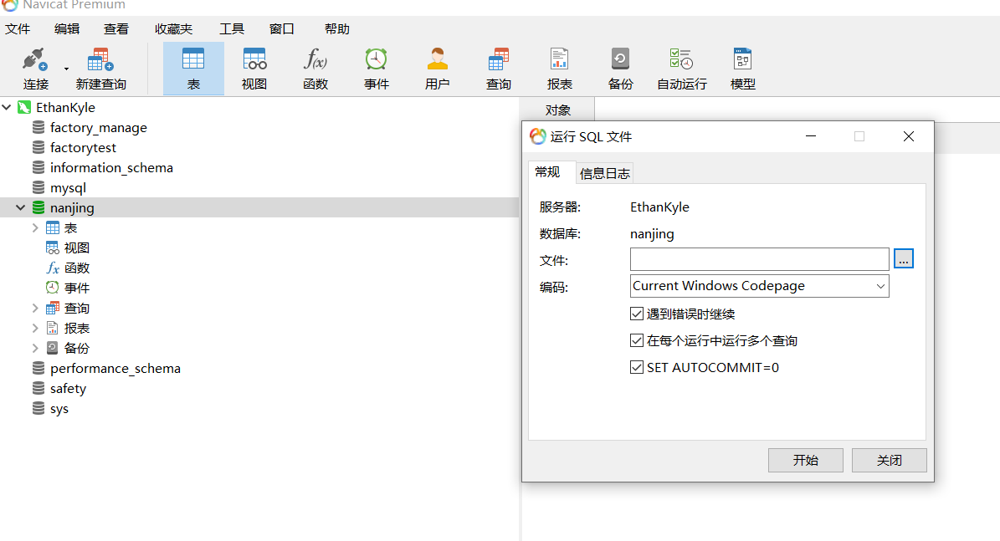 Navicat Premium
文件 编辑 查看 收藏夹 工具 窗口 帮助
连接 新建查询 表 视图 函数 事件 用户 查询 报表 备份 自动运行 模型
EthanKyle
factory_manage
factorytest
information_schema
mysql
nanjing
表
视图
函数
事件
查询
报表
备份
performance_schema
safety
sys
对象
运行 SQL 文件
常规 信息日志
服务器: EthanKyle
数据库: nanjing
文件: ...
编码: Current Windows Codepage
遇到错误时继续
在每个运行中运行多个查询
SET AUTOCOMMIT=0
开始 关闭